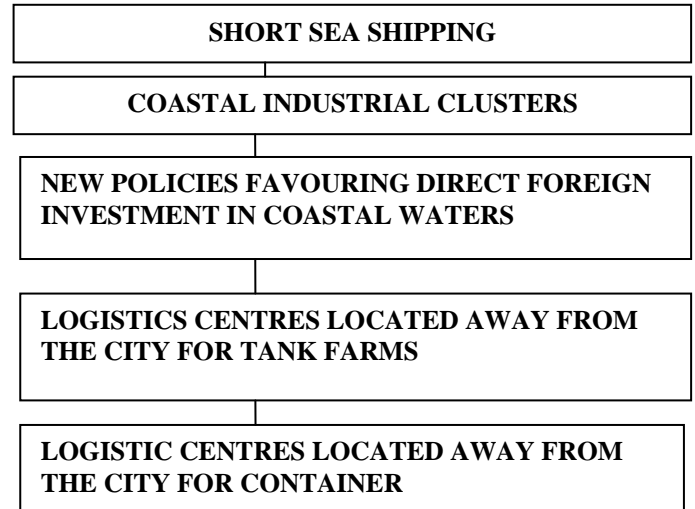 SHORT SEA SHIPPING
COASTAL INDUSTRIAL CLUSTERS
NEW POLICIES FAVOURING DIRECT FOREIGN
INVESTMENT IN COASTAL WATERS
LOGISTICS CENTRES LOCATED AWAY FROM
THE CITY FOR TANK FARMS
LOGISTIC CENTRES LOCATED AWAY FROM
THE CITY FOR CONTAINER